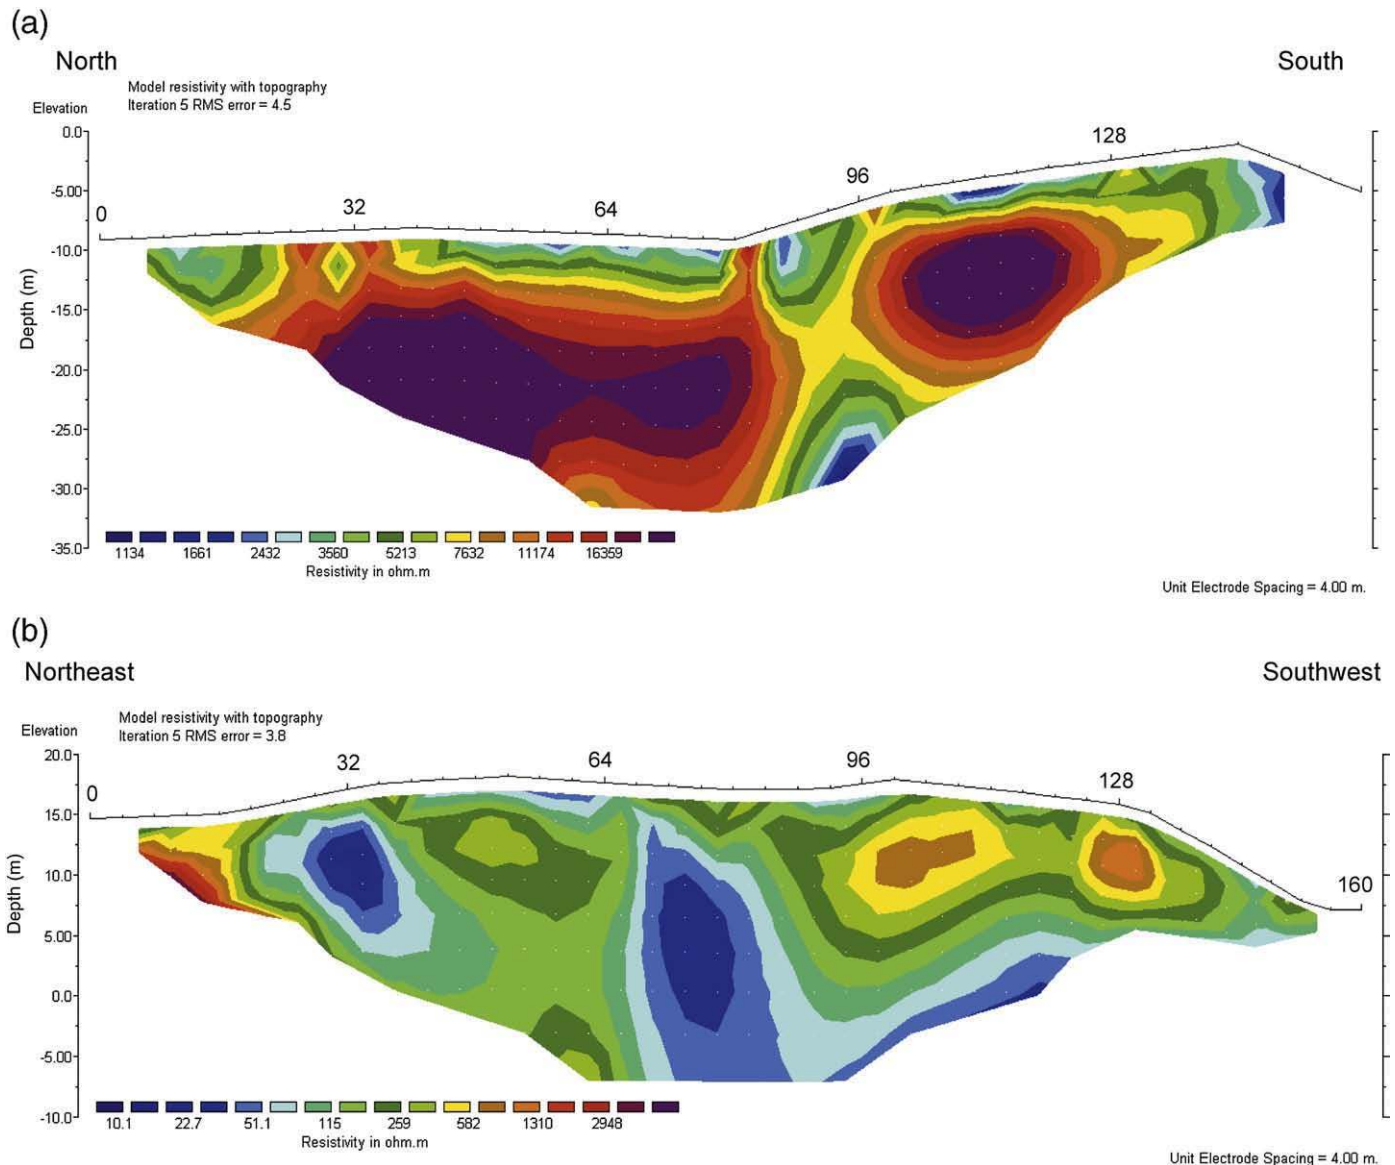 (a)
North
South
Model resistivity with topography
Iteration 5 RMS error = 4.5
Elevation
0.0
-5.00
-10.0
-15.0
-20.0
-25.0
-30.0
-35.0
Depth (m)
0
32
64
96
128
1134
1661
2432
3560
5213
7632
11174
16359
Resistivity in ohm.m
Unit Electrode Spacing = 4.00 m.
(b)
Northeast
Southwest
Model resistivity with topography
Iteration 5 RMS error = 3.8
Elevation
20.0
15.0
10.0
5.00
0.0
-5.00
-10.0
Depth (m)
0
32
64
96
128
160
10.1
22.7
51.1
115
259
582
1310
2948
Resistivity in ohm.m
Unit Electrode Spacing = 4.00 m.